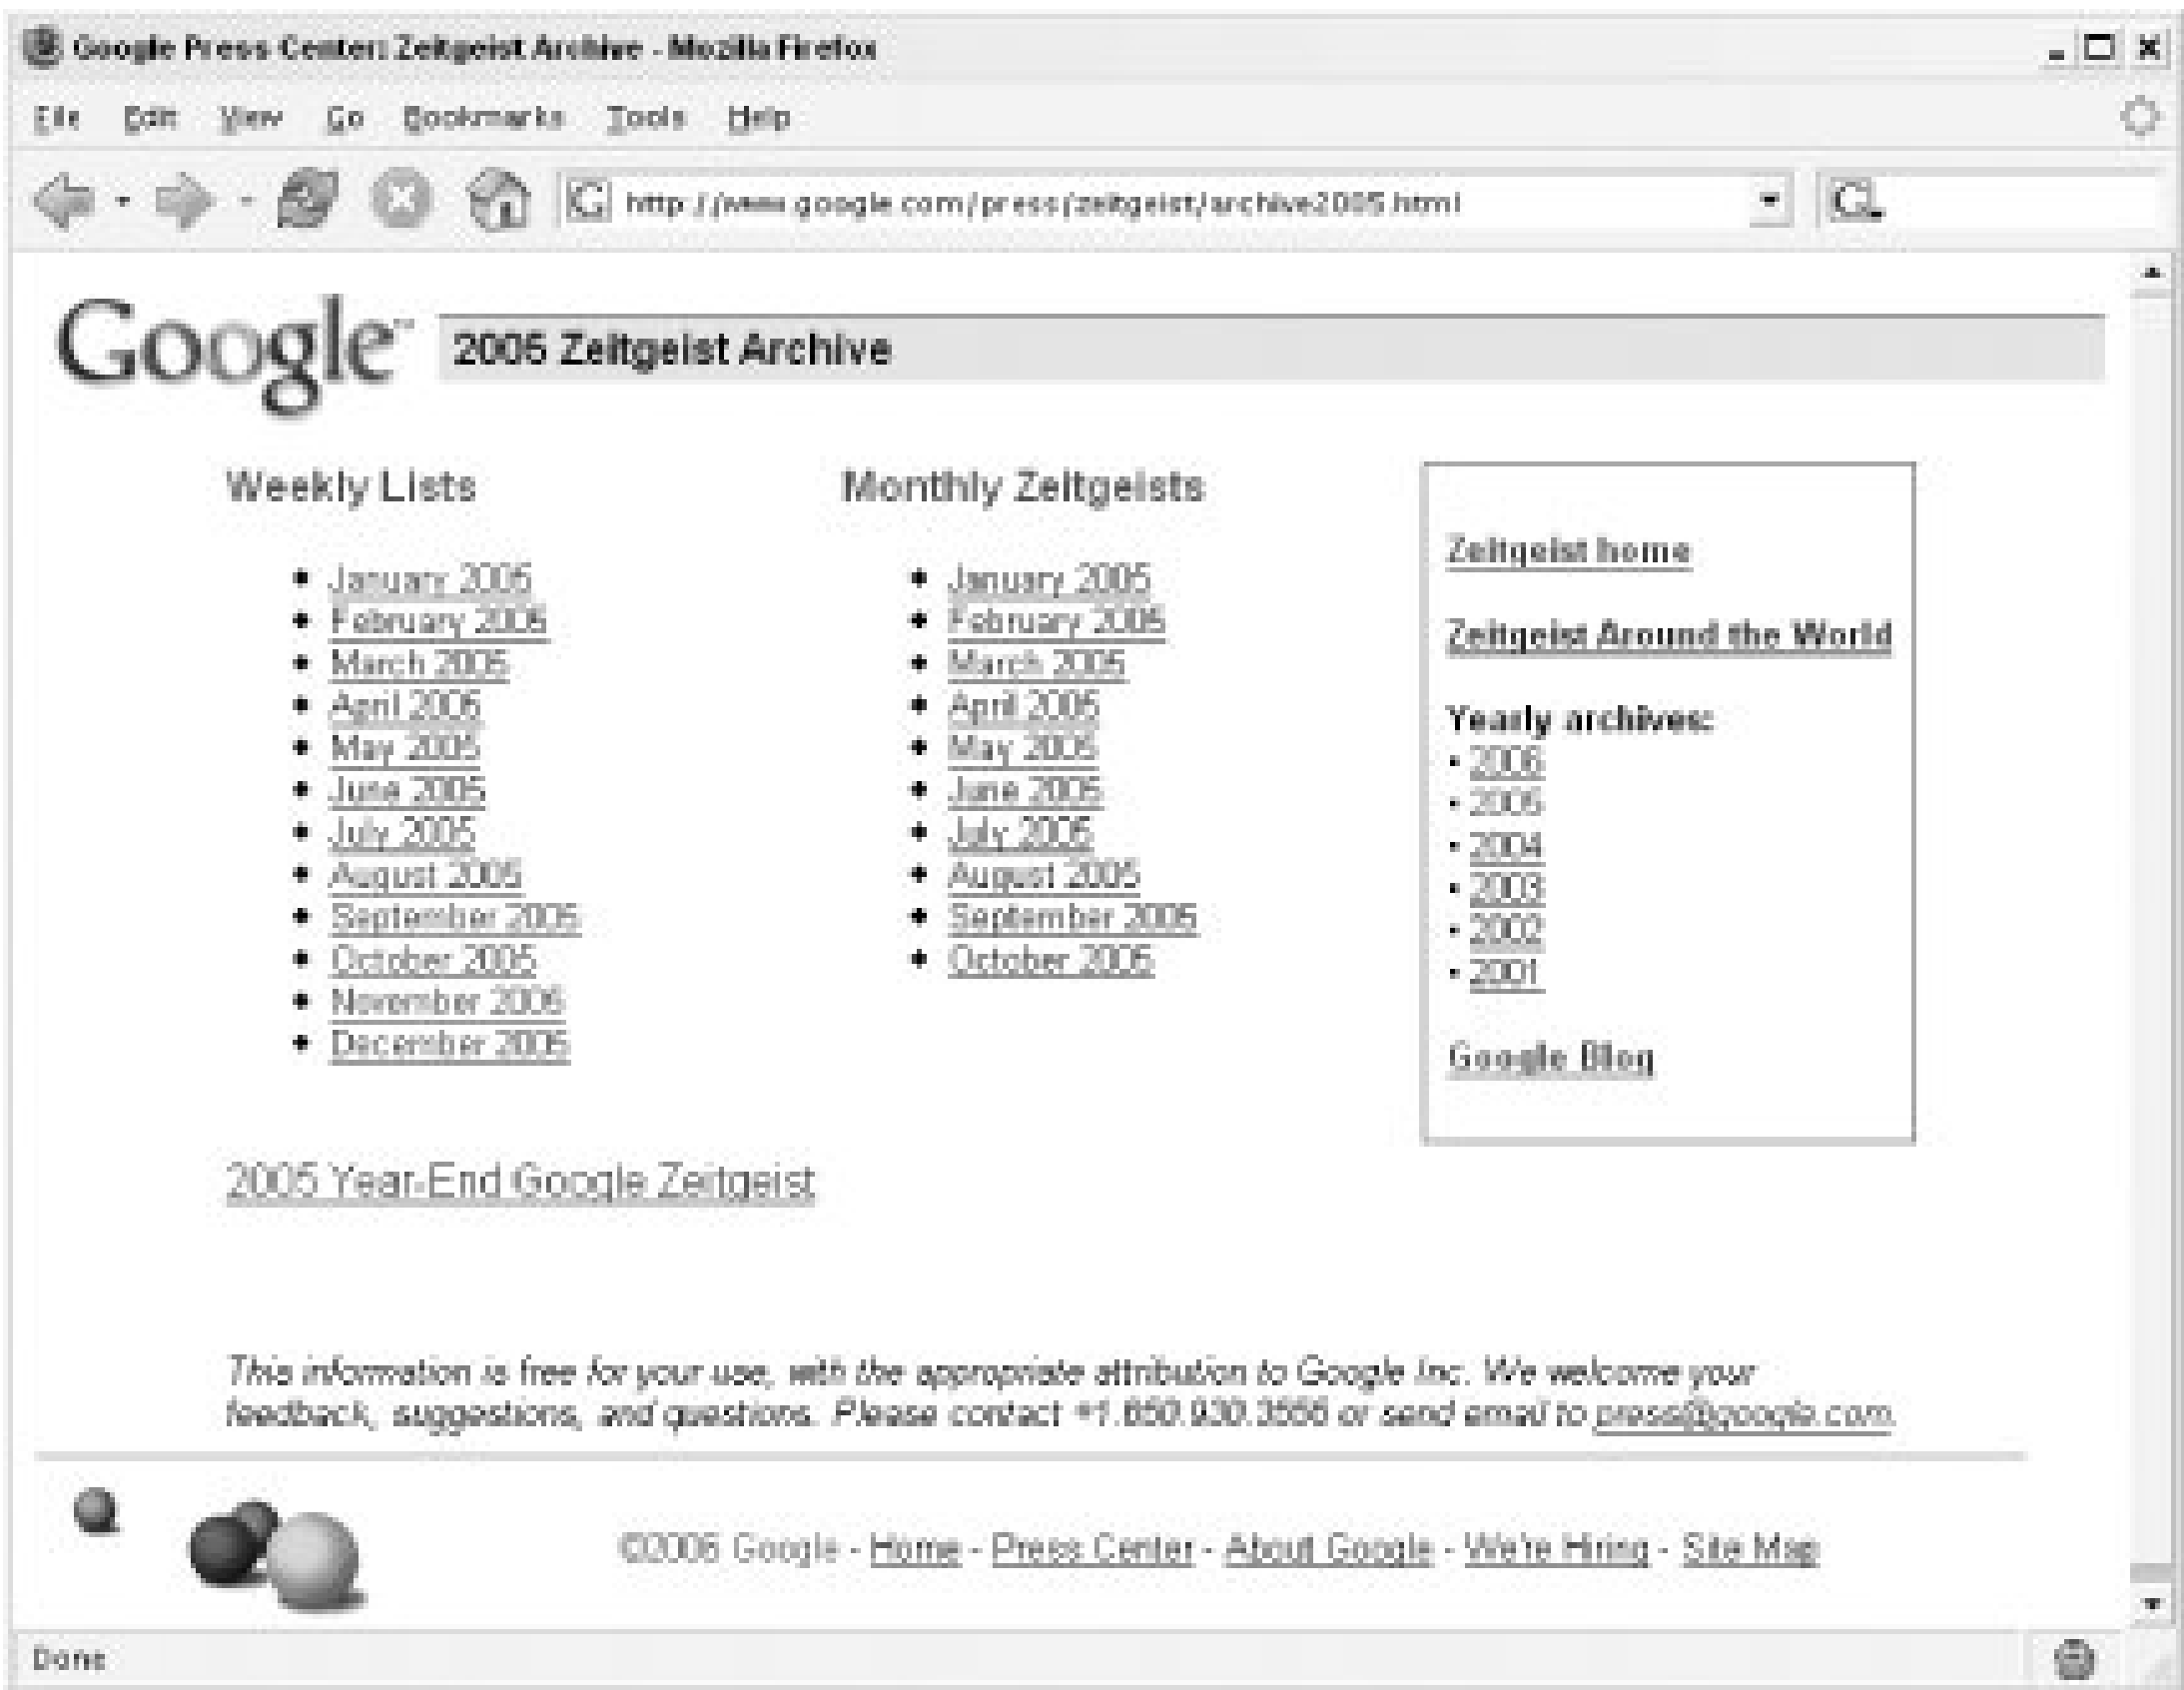 Google Press Center: Zeitgeist Archive - Mozilla Firefox
File Edit View Go Bookmarks Tools Help
http://www.google.com/press/zeitgeist/archive2005.html
Google™ 2005 Zeitgeist Archive
Weekly Lists
January 2005
February 2005
March 2005
April 2005
May 2005
June 2005
July 2005
August 2005
September 2005
October 2005
November 2005
December 2005
Monthly Zeitgeists
January 2005
February 2005
March 2005
April 2005
May 2005
June 2005
July 2005
August 2005
September 2005
October 2005
Zeitgeist home
Zeitgeist Around the World
Yearly archives:
2006
2005
2004
2003
2002
2001
Google Blog
2005 Year-End Google Zeitgeist
This information is free for your use, with the appropriate attribution to Google Inc. We welcome your
feedback, suggestions, and questions. Please contact +1.650.930.3555 or send email to press@google.com.
©2006 Google - Home - Press Center - About Google - We're Hiring - Site Map
Done